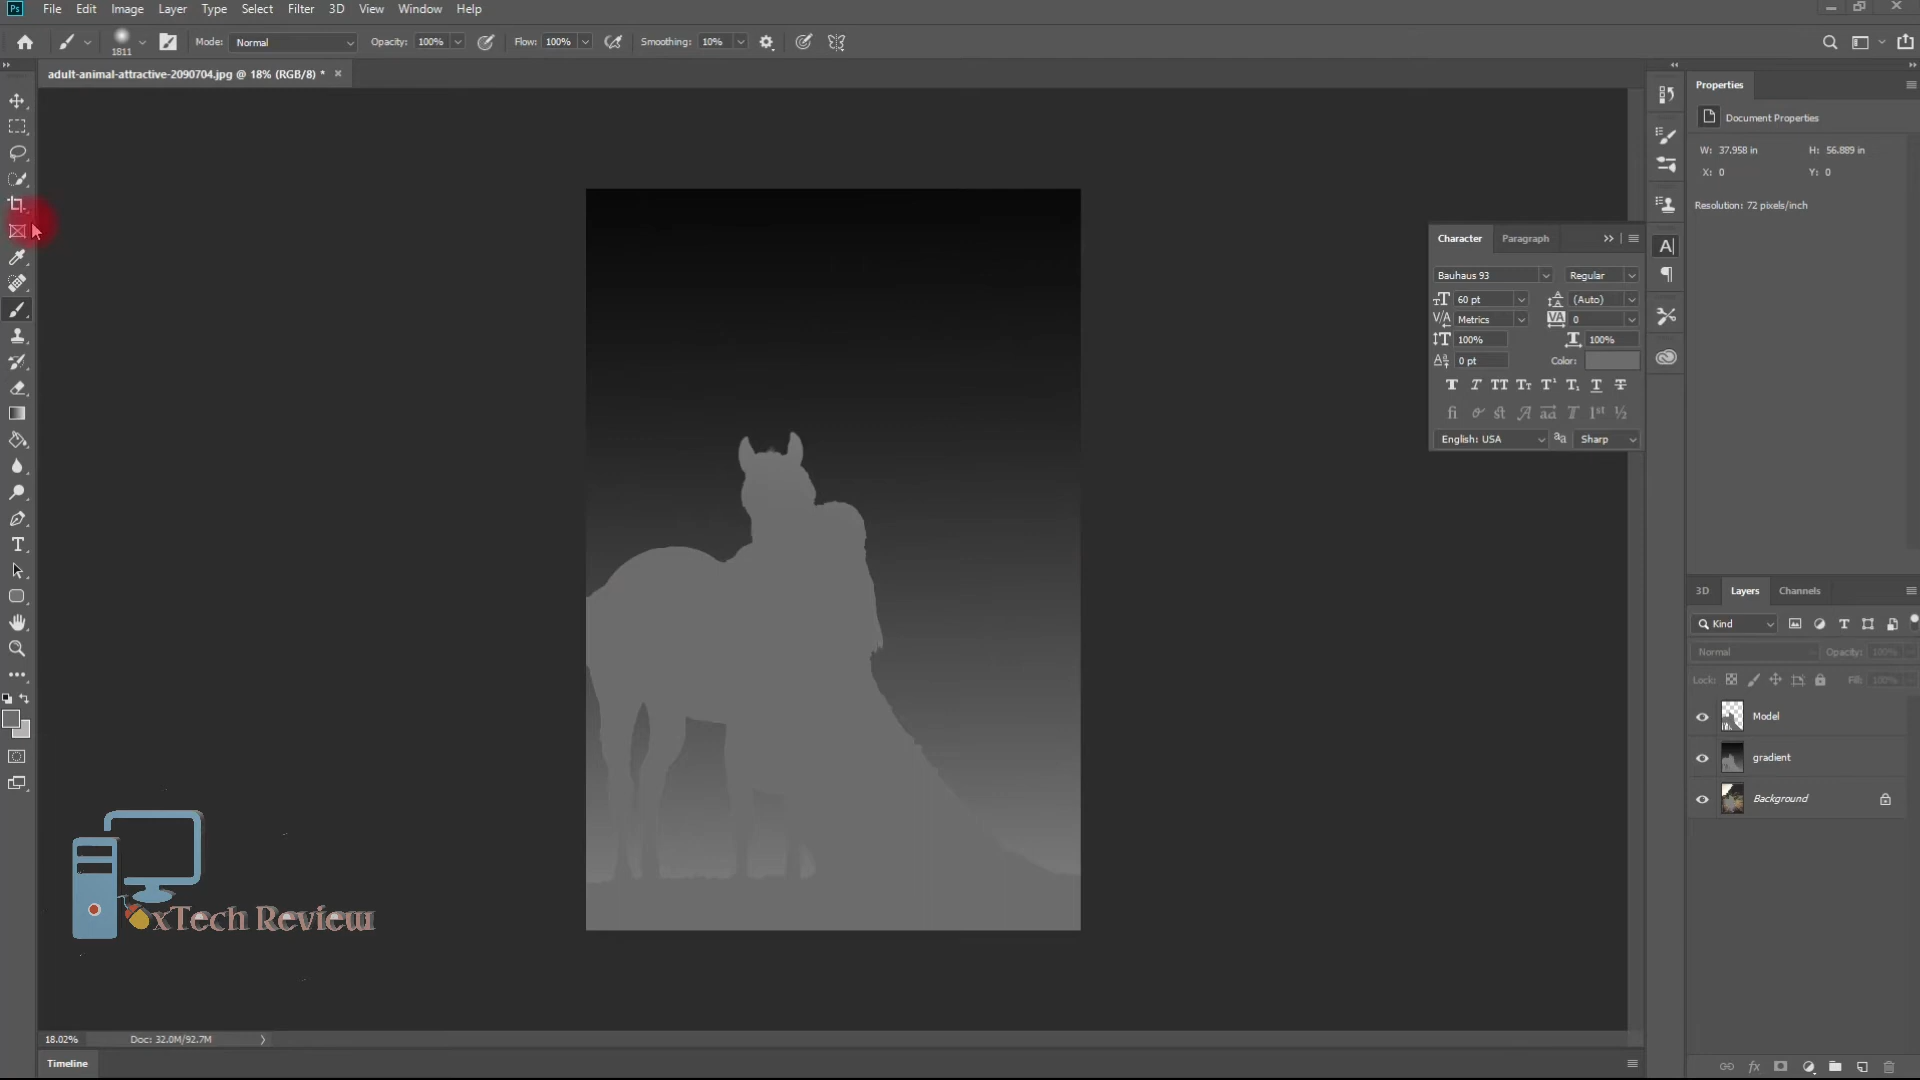 Ps File Edit Image Layer Type Select Filter 3D View Window Help
1811 Mode: Normal Opacity: 100% Flow: 100% Smoothing: 10%
adult-animal-attractive-2090704.jpg @ 18% (RGB/8) * ×
Properties
Document Properties
W: 37.958 in H: 56.889 in
X: 0 Y: 0
Resolution: 72 pixels/inch
Character Paragraph
Bauhaus 93 Regular
60 pt (Auto)
Metrics 0
100% 100%
0 pt Color:
English: USA Sharp
3D Layers Channels
Kind
Normal Opacity: 100%
Lock: Fill: 100%
Model
gradient
Background
xTech Review
18.02% Doc: 32.0M/92.7M
Timeline